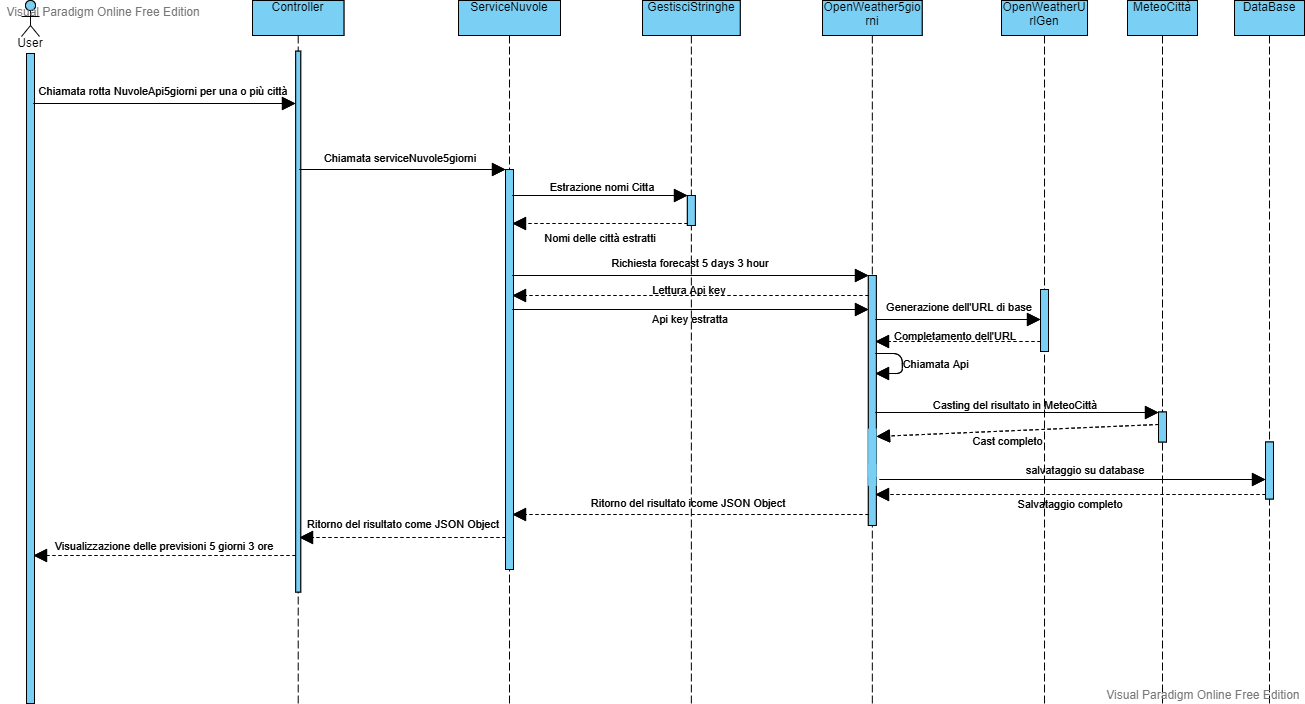 Visual Paradigm Online Free Edition
User
Controller
ServiceNuvole
GestisciStringhe
OpenWeather5gio
rni
OpenWeatherU
rlGen
MeteoCittà
DataBase
Chiamata rotta NuvoleApi5giorni per una o più città
Chiamata serviceNuvole5giorni
Estrazione nomi Citta
Nomi delle città estratti
Richiesta forecast 5 days 3 hour
Lettura Api key
Api key estratta
Generazione dell'URL di base
Completamento dell'URL
Chiamata Api
Casting del risultato in MeteoCittà
Cast completo
salvataggio su database
Salvataggio completo
Ritorno del risultato come JSON Object
Ritorno del risultato come JSON Object
Visualizzazione delle previsioni 5 giorni 3 ore
Visual Paradigm Online Free Edition